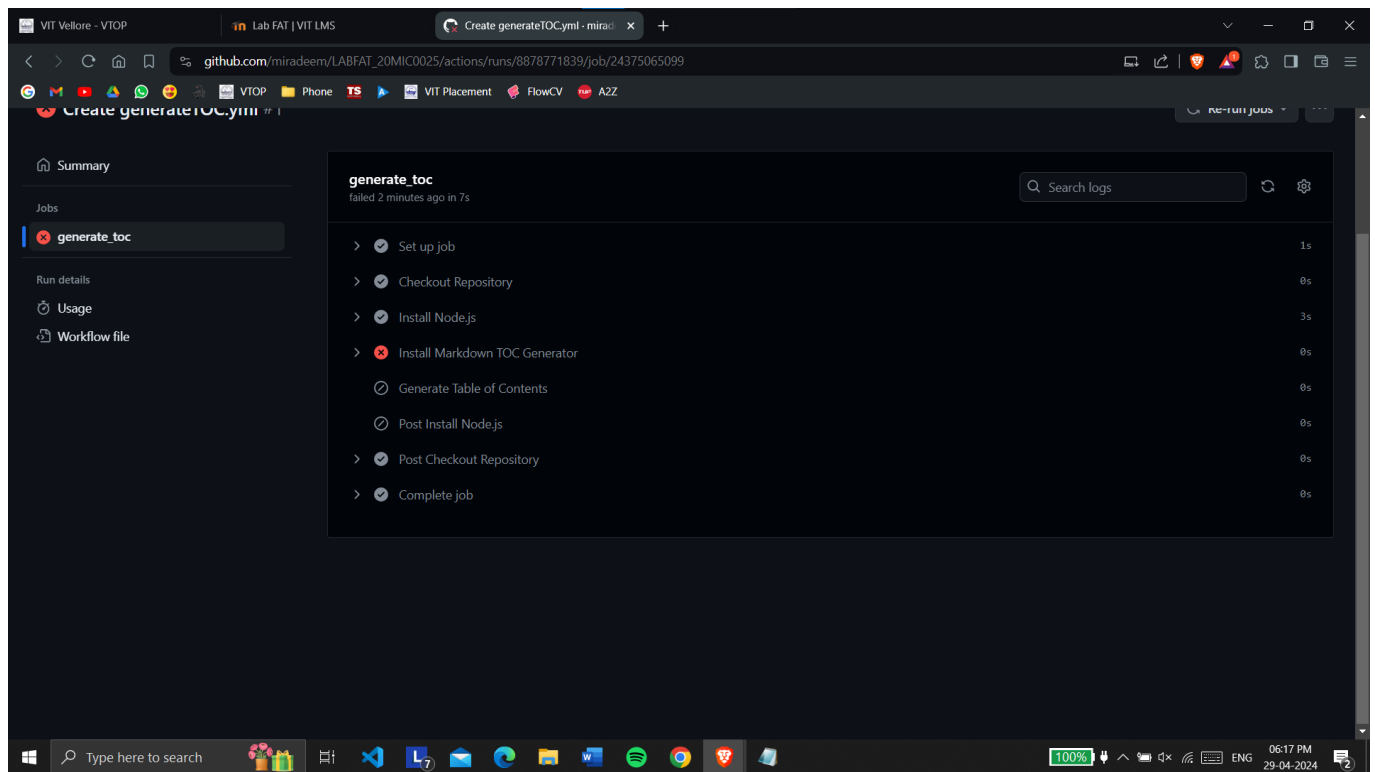 VIT Vellore - VTOP
Lab FAT | VIT LMS
Create generateTOC.yml · mirad
github.com/miradeem/LABFAT_20MIC0025/actions/runs/8878771839/job/24375065099
VTOP
Phone
TS
VIT Placement
FlowCV
TUF
A2Z
Create generateTOC.yml #1
Re-run jobs
Summary
Jobs
generate_toc
Run details
Usage
Workflow file
generate_toc
failed 2 minutes ago in 7s
Search logs
Set up job 1s
Checkout Repository 0s
Install Node.js 3s
Install Markdown TOC Generator 0s
Generate Table of Contents 0s
Post Install Node.js 0s
Post Checkout Repository 0s
Complete job 0s
Type here to search
L 7
W
100%
ENG
06:17 PM
29-04-2024
2